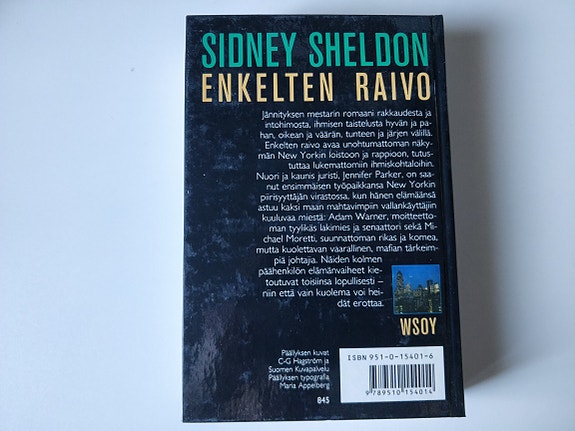 SIDNEY SHELDON
ENKELTEN RAIVO
Jännityksen mestarin romaani rakkaudesta ja
intohimosta, ihmisen taistelusta hyvän ja pa-
han, oikean ja väärän, tunteen ja järjen välillä.
Enkelten raivo avaa unohtumattoman näky-
män New Yorkin loistoon ja rappioon, tutus-
tuttaa lukemattomiin ihmiskohtaloihin.
Nuori ja kaunis juristi, Jennifer Parker, on saa-
nut ensimmäisen työpaikkansa New Yorkin
piirisyyttäjän virastossa, kun hänen elämäänsä
astuu kaksi maan mahtavimpiin vallankäyttäjiin
kuuluvaa miestä: Adam Warner, moitteetto-
man tyylikäs lakimies ja senaattori sekä Mi-
chael Moretti, suunnattoman rikas ja komea,
mutta kuolettavan vaarallinen, mafian tärkeim-
piä johtajia. Näiden kolmen
päähenkilön elämänvaiheet kie-
toutuvat toisiinsa lopullisesti –
niin että vain kuolema voi hei-
dät erottaa.
WSOY
Päällyksen kuvat
C-G Hagström ja
Suomen Kuvapalvelu
Päällyksen typografia
Maria Appelberg
845
ISBN 951-0-15401-6
9 789510 154014